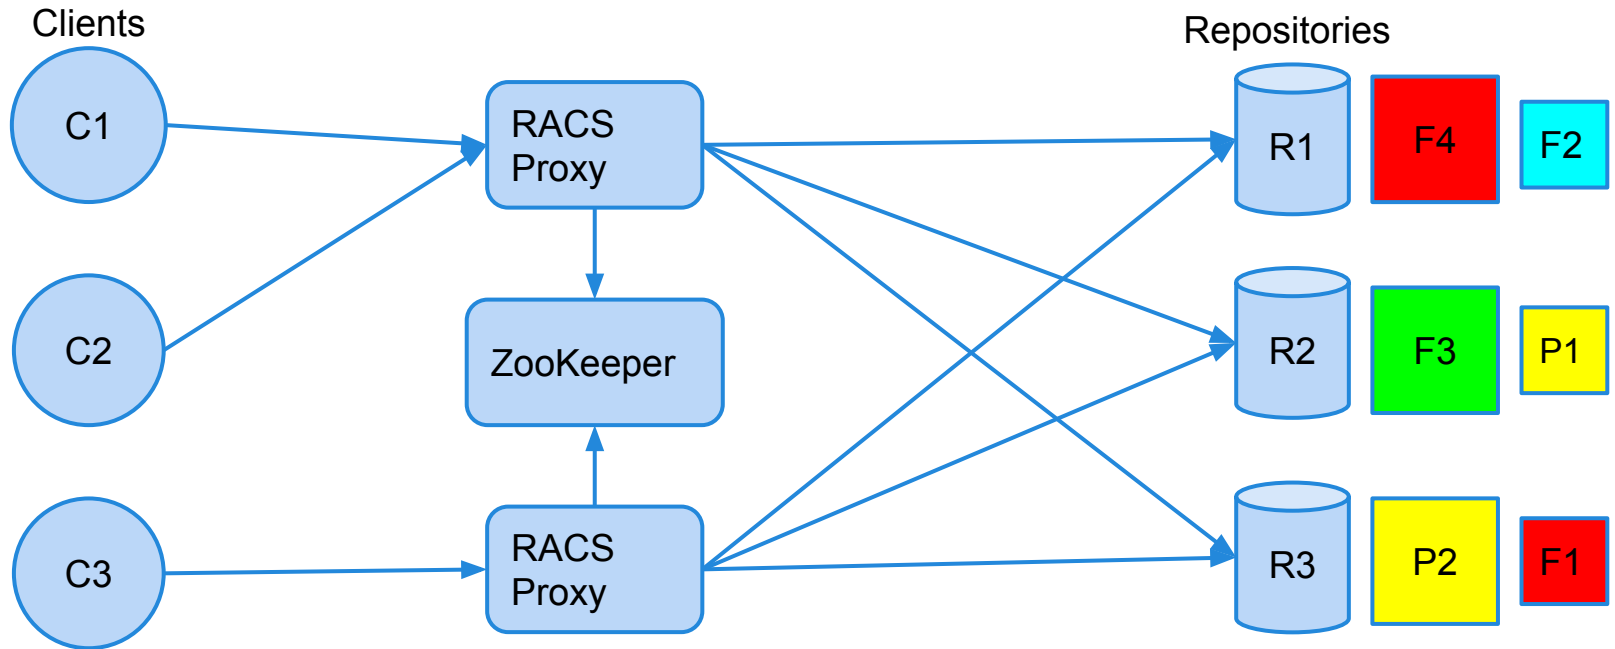 Clients
Repositories
C1
RACS
Proxy
R1
F4
F2
C2
ZooKeeper
R2
F3
P1
C3
RACS
Proxy
R3
P2
F1